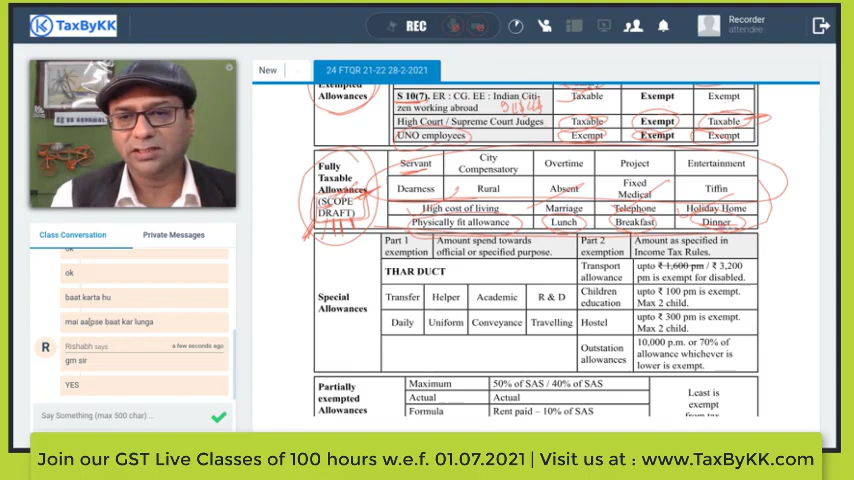 TaxByKK
REC
Recorder
attendee
New
24 FTQR 21-22 28-2-2021
Exempted
Allowances
S 10(7). ER : CG. EE : Indian Citi-
zen working abroad
Taxable
Exempt
Exempt
High Court / Supreme Court Judges
Taxable
Exempt
Taxable
UNO employees
Exempt
Exempt
Exempt
Fully
Taxable
Allowances
(SCOPE
DRAFT)
Servant
City
Compensatory
Overtime
Project
Entertainment
Dearness
Rural
Absent
Fixed
Medical
Tiffin
High cost of living
Marriage
Telephone
Holiday Home
Physically fit allowance
Lunch
Breakfast
Dinner
Special
Allowances
Part 1
exemption
Amount spend towards
official or specified purpose.
Part 2
exemption
Amount as specified in
Income Tax Rules.
THAR DUCT
Transport
allowance
upto ₹ 1,600 pm / ₹ 3,200
pm is exempt for disabled.
Transfer
Helper
Academic
R & D
Children
education
upto ₹ 100 pm is exempt.
Max 2 child.
Daily
Uniform
Conveyance
Travelling
Hostel
upto ₹ 300 pm is exempt.
Max 2 child.
Outstation
allowances
10,000 p.m. or 70% of
allowance whichever is
lower is exempt.
Partially
exempted
Allowances
Maximum
50% of SAS / 40% of SAS
Actual
Actual
Formula
Rent paid – 10% of SAS
Least is
exempt
from tax
Class Conversation
Private Messages
ok
ok
baat karta hu
mai aapse baat kar lunga
R
Rishabh says:
a few seconds ago
gm sir
YES
Say Something (max 500 char) ...
Join our GST Live Classes of 100 hours w.e.f. 01.07.2021 | Visit us at : www.TaxByKK.com